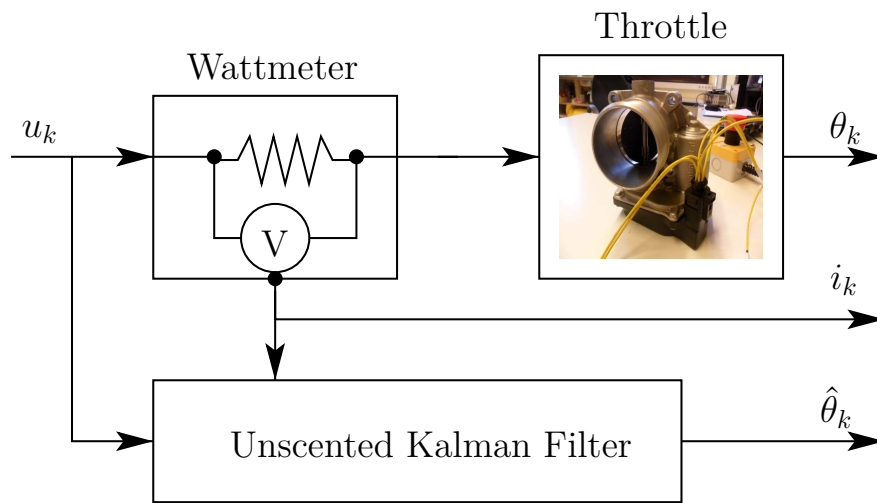 Throttle
Wattmeter
u_k
θ_k
V
i_k
θ̂_k
Unscented Kalman Filter